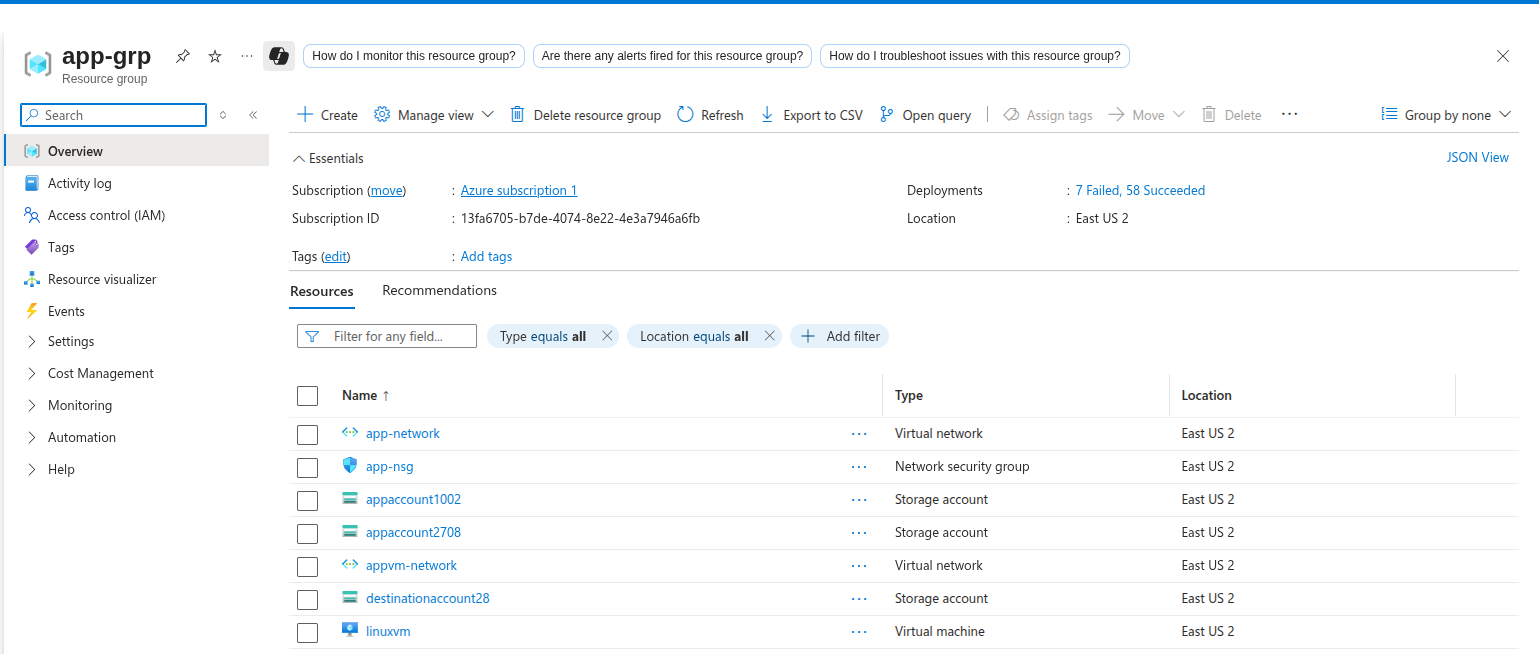 app-grp
Resource group
How do I monitor this resource group?
Are there any alerts fired for this resource group?
How do I troubleshoot issues with this resource group?
Search
Create
Manage view
Delete resource group
Refresh
Export to CSV
Open query
Assign tags
Move
Delete
Group by none
Overview
Activity log
Access control (IAM)
Tags
Resource visualizer
Events
Settings
Cost Management
Monitoring
Automation
Help
Essentials
JSON View
Subscription (move) : Azure subscription 1
Subscription ID : 13fa6705-b7de-4074-8e22-4e3a7946a6fb
Deployments : 7 Failed, 58 Succeeded
Location : East US 2
Tags (edit) : Add tags
Resources Recommendations
Filter for any field...
Type equals all
Location equals all
Add filter
Name ↑ Type Location
app-network ··· Virtual network East US 2
app-nsg ··· Network security group East US 2
appaccount1002 ··· Storage account East US 2
appaccount2708 ··· Storage account East US 2
appvm-network ··· Virtual network East US 2
destinationaccount28 ··· Storage account East US 2
linuxvm ··· Virtual machine East US 2